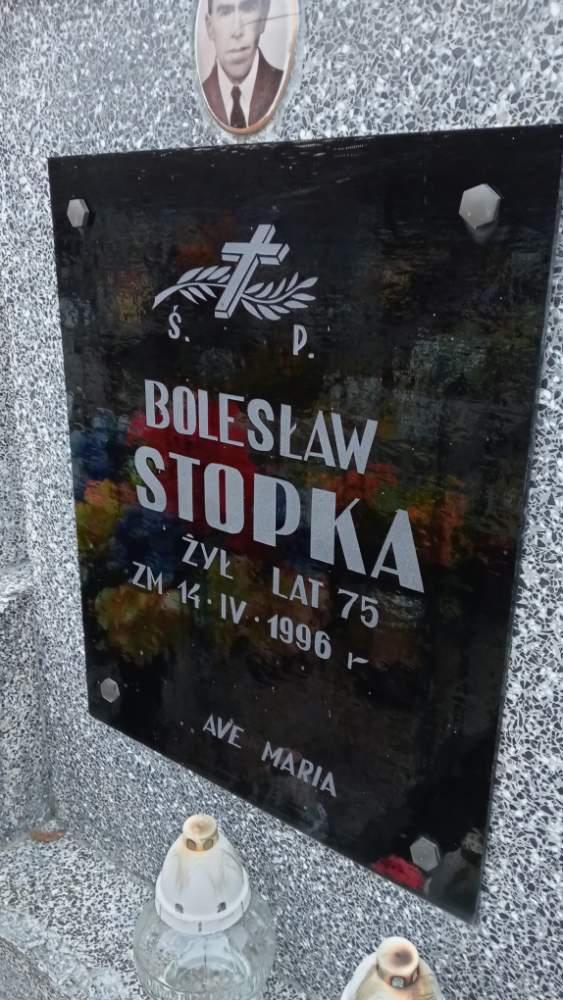 Ś. P.
BOLESŁAW
STOPKA
ŻYŁ LAT 75
ZM 14·IV·1996 r
AVE MARIA